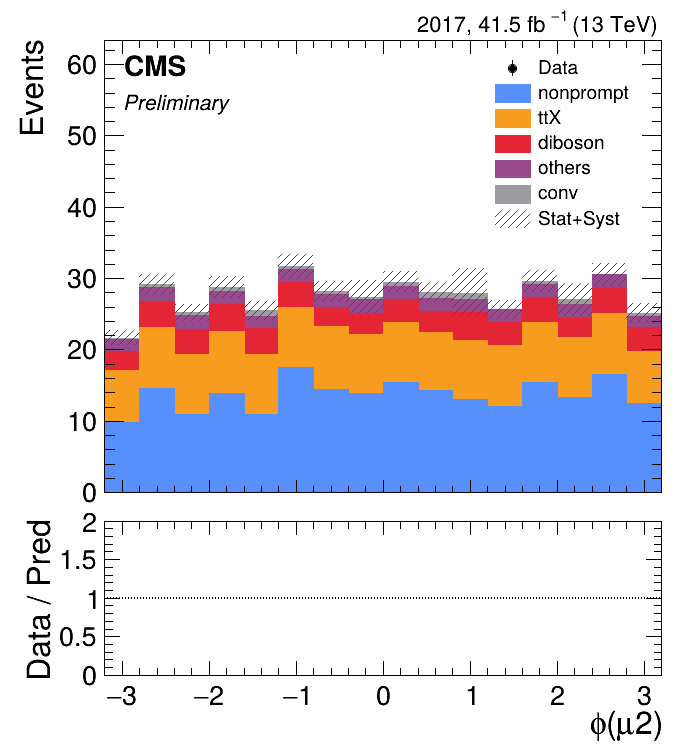 2017, 41.5 fb⁻¹ (13 TeV)
CMS
Preliminary
Events
60
50
40
30
20
10
0
Data
nonprompt
ttX
diboson
others
conv
Stat+Syst
Data / Pred
2
1.5
1
0.5
0
−3 −2 −1 0 1 2 3
ϕ(μ2)